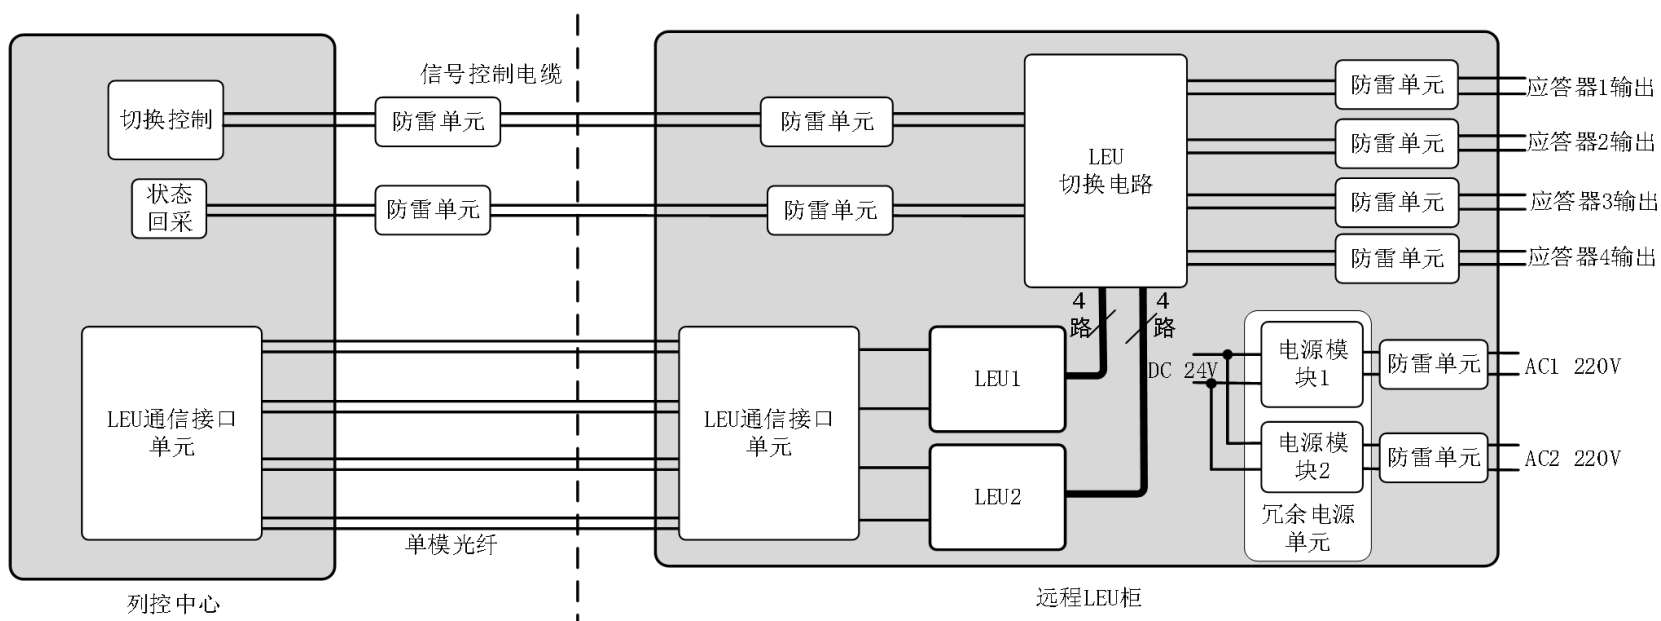 信号控制电缆
切换控制
防雷单元
防雷单元
状态
回采
防雷单元
防雷单元
LEU
切换电路
防雷单元
应答器1输出
防雷单元
应答器2输出
防雷单元
应答器3输出
防雷单元
应答器4输出
4
路
4
路
LEU通信接口
单元
单模光纤
LEU通信接口
单元
LEU1
LEU2
DC 24V
电源模
块1
防雷单元
AC1 220V
电源模
块2
防雷单元
AC2 220V
冗余电源
单元
列控中心
远程LEU柜